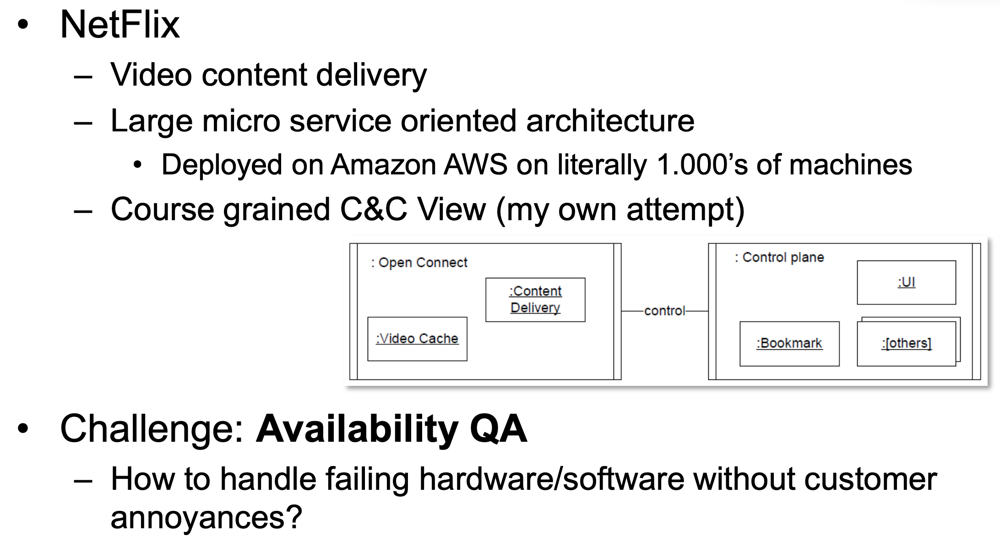 • NetFlix
– Video content delivery
– Large micro service oriented architecture
• Deployed on Amazon AWS on literally 1.000’s of machines
– Course grained C&C View (my own attempt)
: Open Connect
:Content
Delivery
:Video Cache
control
: Control plane
:UI
:Bookmark
:[others]
• Challenge: Availability QA
– How to handle failing hardware/software without customer
annoyances?